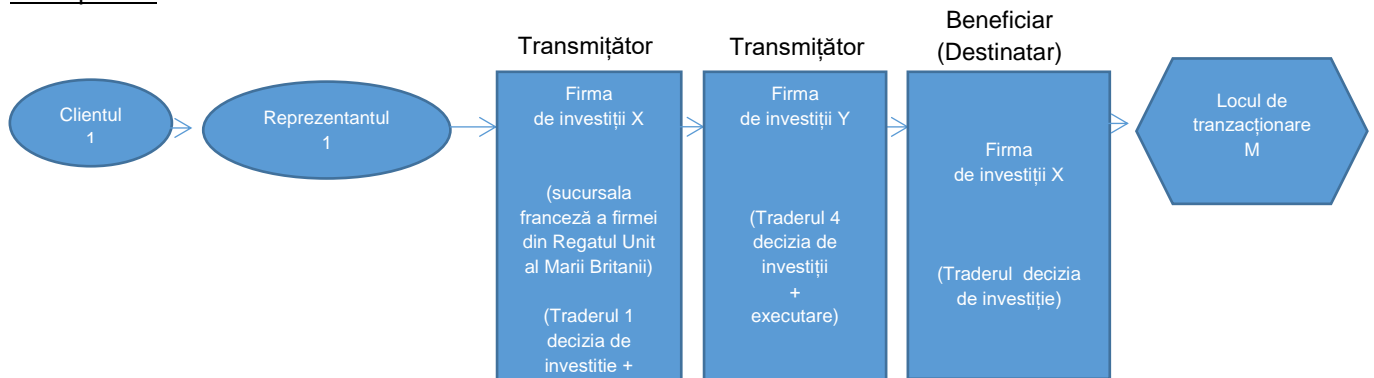 Transmițător
Transmițător
Beneficiar
(Destinatar)
Clientul
1
Reprezentantul
1
Firma
de investiții X
(sucursala
franceză a firmei
din Regatul Unit
al Marii Britanii)
(Traderul 1
decizia de
investitie +
Firma
de investiții Y
(Traderul 4
decizia de
investiții
+
executare)
Firma
de investiții X
(Traderul decizia
de investiție)
Locul de
tranzacționare
M